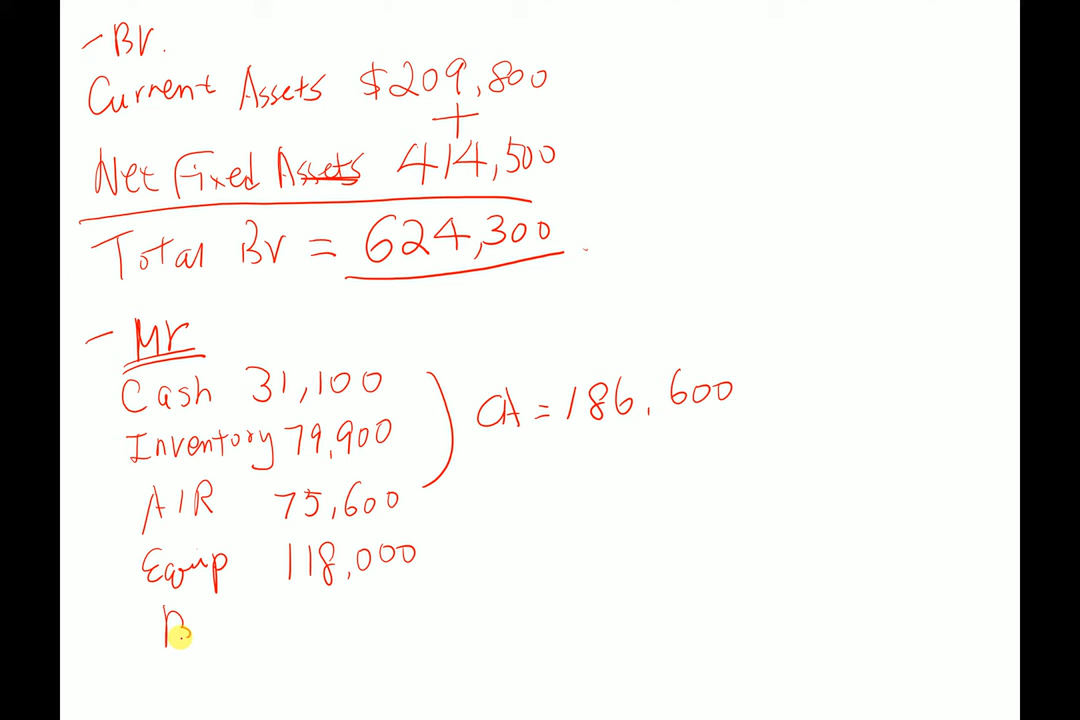 - BV.
Current Assets $209,800
+
Net Fixed Assets 414,500
Total BV = 624,300
- MV
Cash 31,100
Inventory 79,900
CA = 186,600
A/R 75,600
Equip 118,000